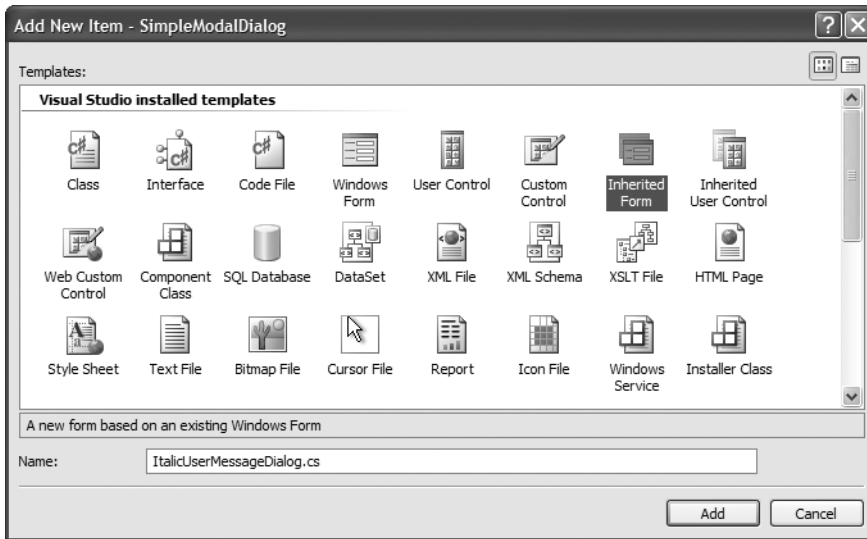 Add New Item - SimpleModalDialog
Templates:
Visual Studio installed templates
C#
C#
C#
Class
Interface
Code File
Windows
Form
User Control
Custom
Control
Inherited
Form
Inherited
User Control
Web Custom
Control
Component
Class
SQL Database
DataSet
XML File
XML Schema
XSLT File
HTML Page
Style Sheet
Text File
Bitmap File
Cursor File
Report
Icon File
Windows
Service
Installer Class
A new form based on an existing Windows Form
Name:
ItalicUserMessageDialog.cs
Add
Cancel